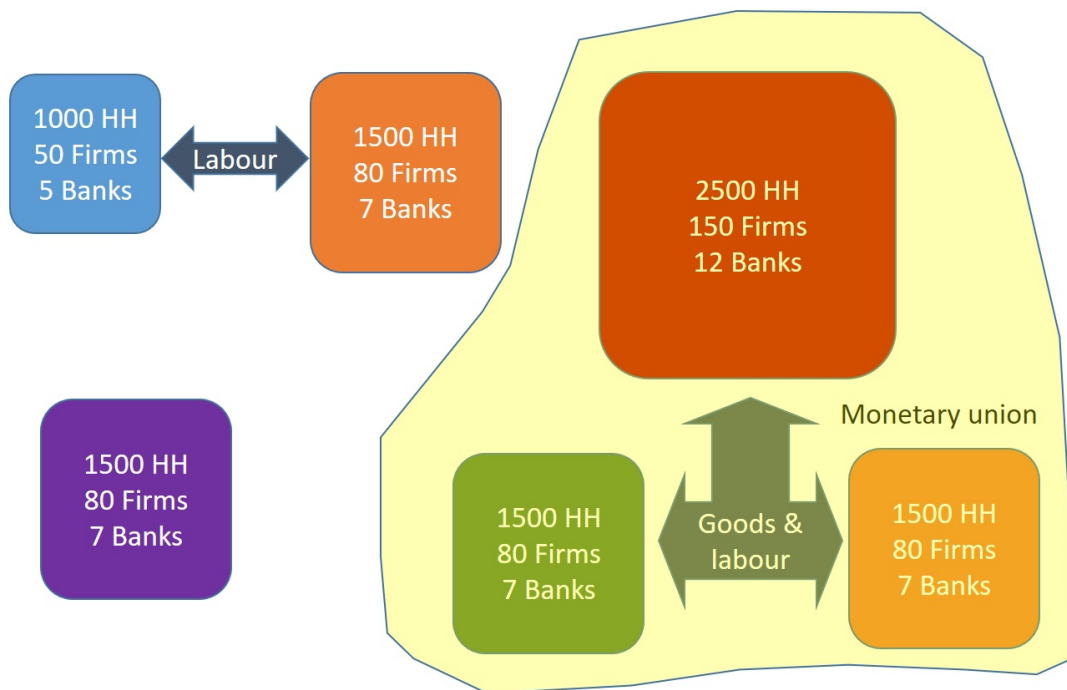 1000 HH
50 Firms
5 Banks
Labour
1500 HH
80 Firms
7 Banks
2500 HH
150 Firms
12 Banks
Monetary union
1500 HH
80 Firms
7 Banks
1500 HH
80 Firms
7 Banks
Goods &
labour
1500 HH
80 Firms
7 Banks